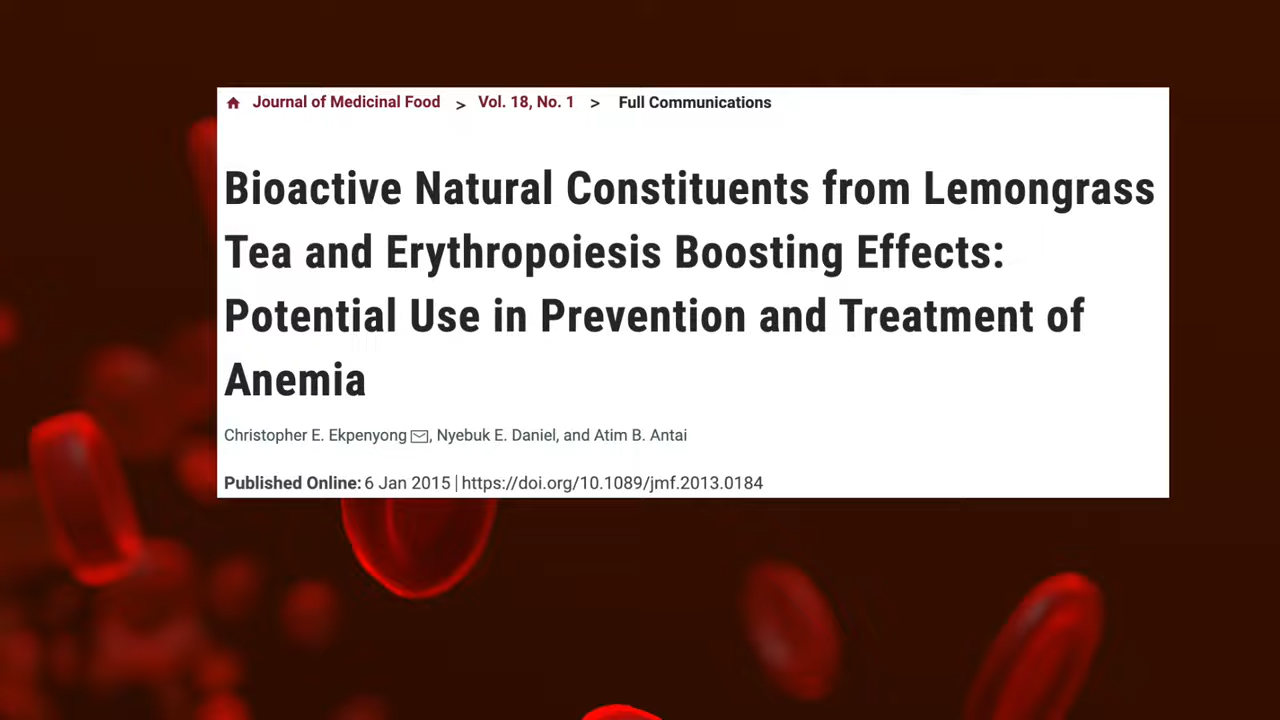 Journal of Medicinal Food > Vol. 18, No. 1 > Full Communications
Bioactive Natural Constituents from Lemongrass
Tea and Erythropoiesis Boosting Effects:
Potential Use in Prevention and Treatment of
Anemia
Christopher E. Ekpenyong, Nyebuk E. Daniel, and Atim B. Antai
Published Online: 6 Jan 2015 | https://doi.org/10.1089/jmf.2013.0184